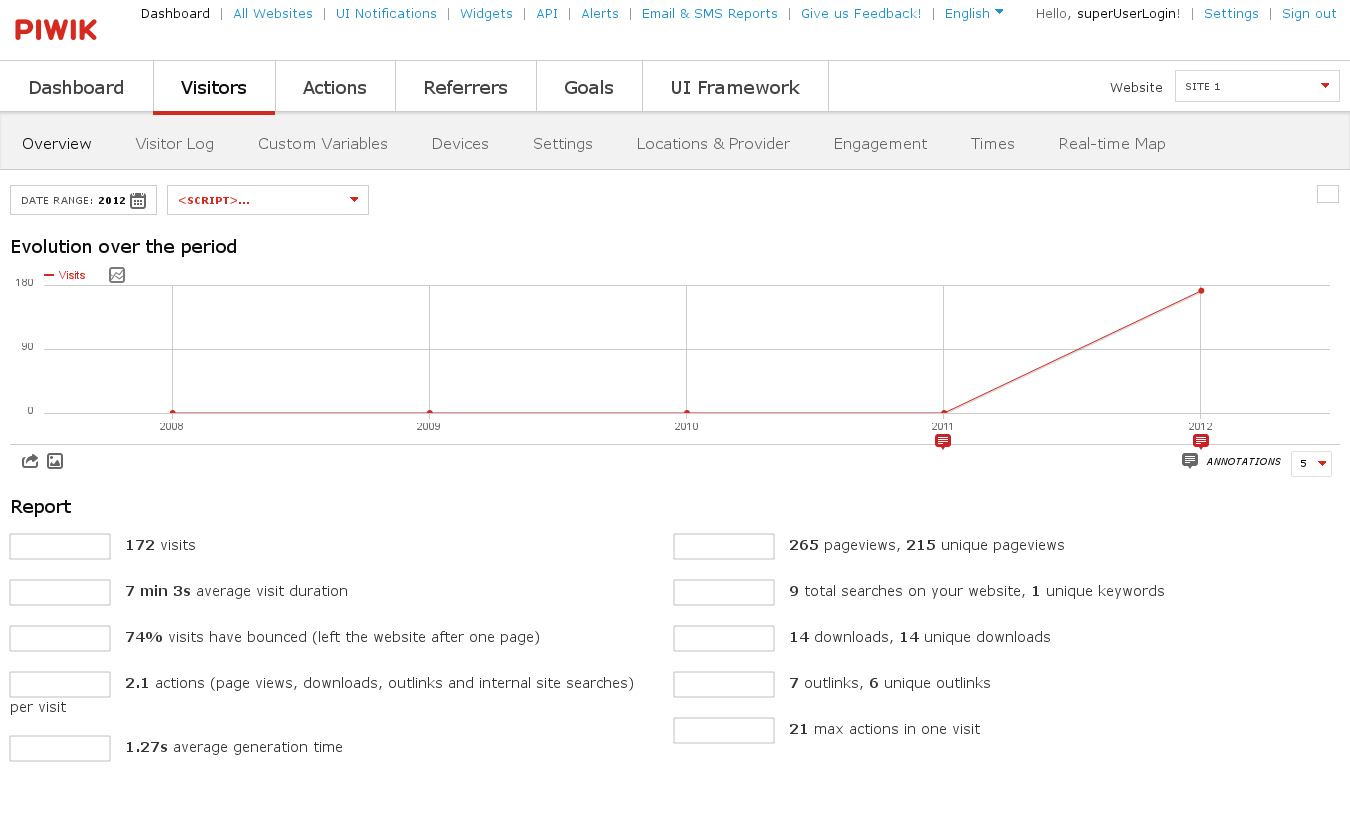 Dashboard | All Websites | UI Notifications | Widgets | API | Alerts | Email & SMS Reports | Give us Feedback! | English Hello, superUserLogin! | Settings | Sign out
PIWIK
Dashboard Visitors Actions Referrers Goals UI Framework Website SITE 1
Overview Visitor Log Custom Variables Devices Settings Locations & Provider Engagement Times Real-time Map
DATE RANGE: 2012 <SCRIPT>...
Evolution over the period
Visits
180
90
0
2008 2009 2010 2011 2012
ANNOTATIONS 5
Report
172 visits
7 min 3s average visit duration
74% visits have bounced (left the website after one page)
2.1 actions (page views, downloads, outlinks and internal site searches)
per visit
1.27s average generation time
265 pageviews, 215 unique pageviews
9 total searches on your website, 1 unique keywords
14 downloads, 14 unique downloads
7 outlinks, 6 unique outlinks
21 max actions in one visit